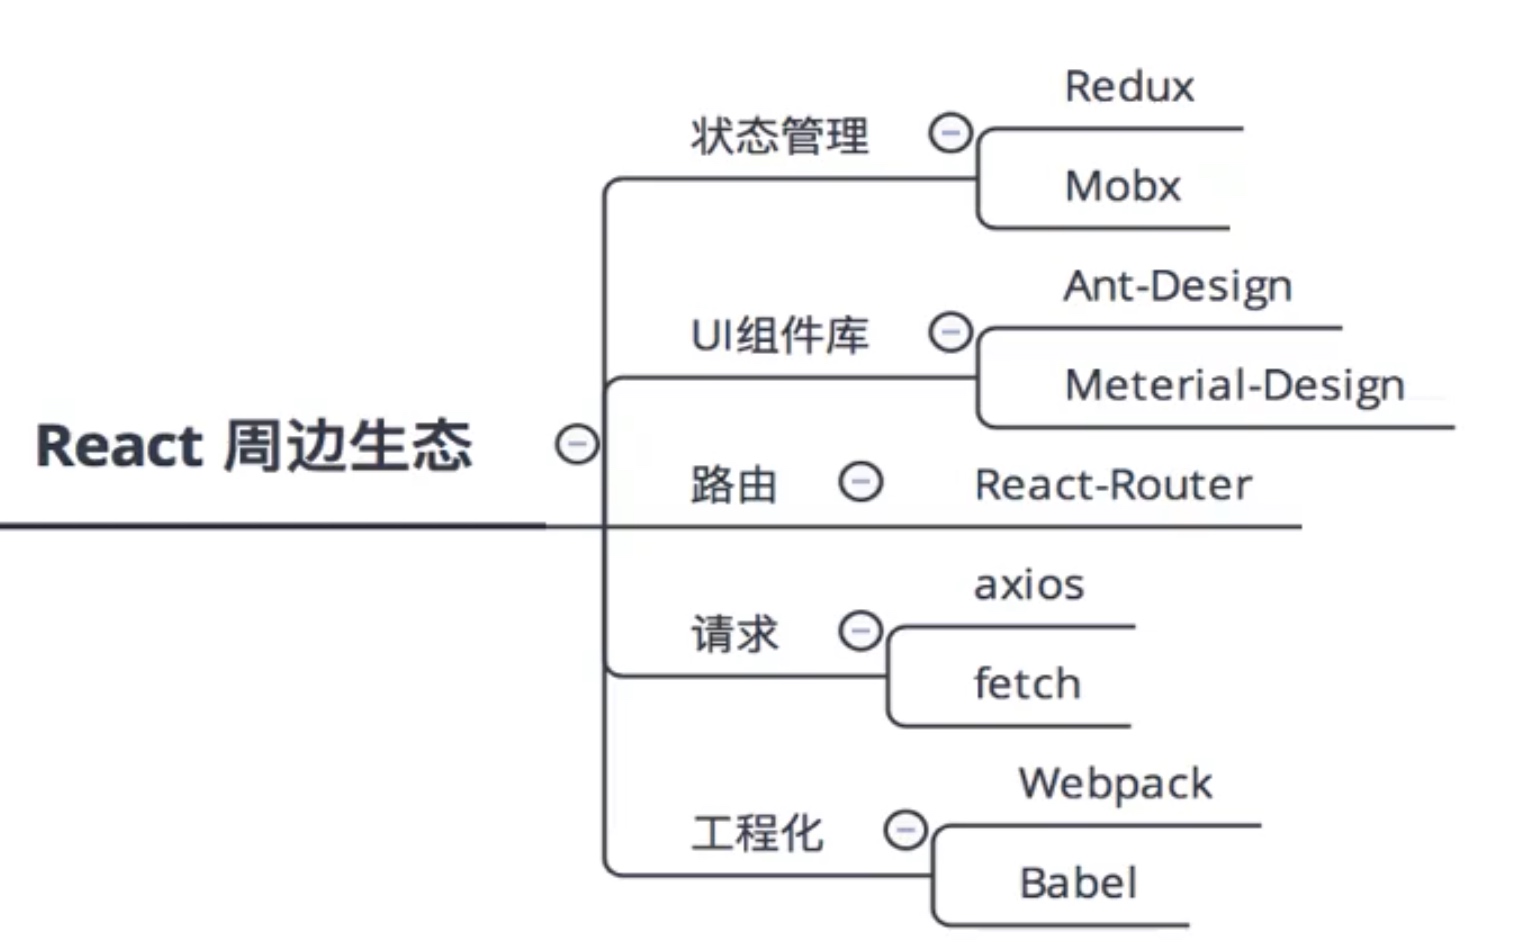 React 周边生态
状态管理
Redux
Mobx
UI组件库
Ant-Design
Meterial-Design
路由
React-Router
请求
axios
fetch
工程化
Webpack
Babel